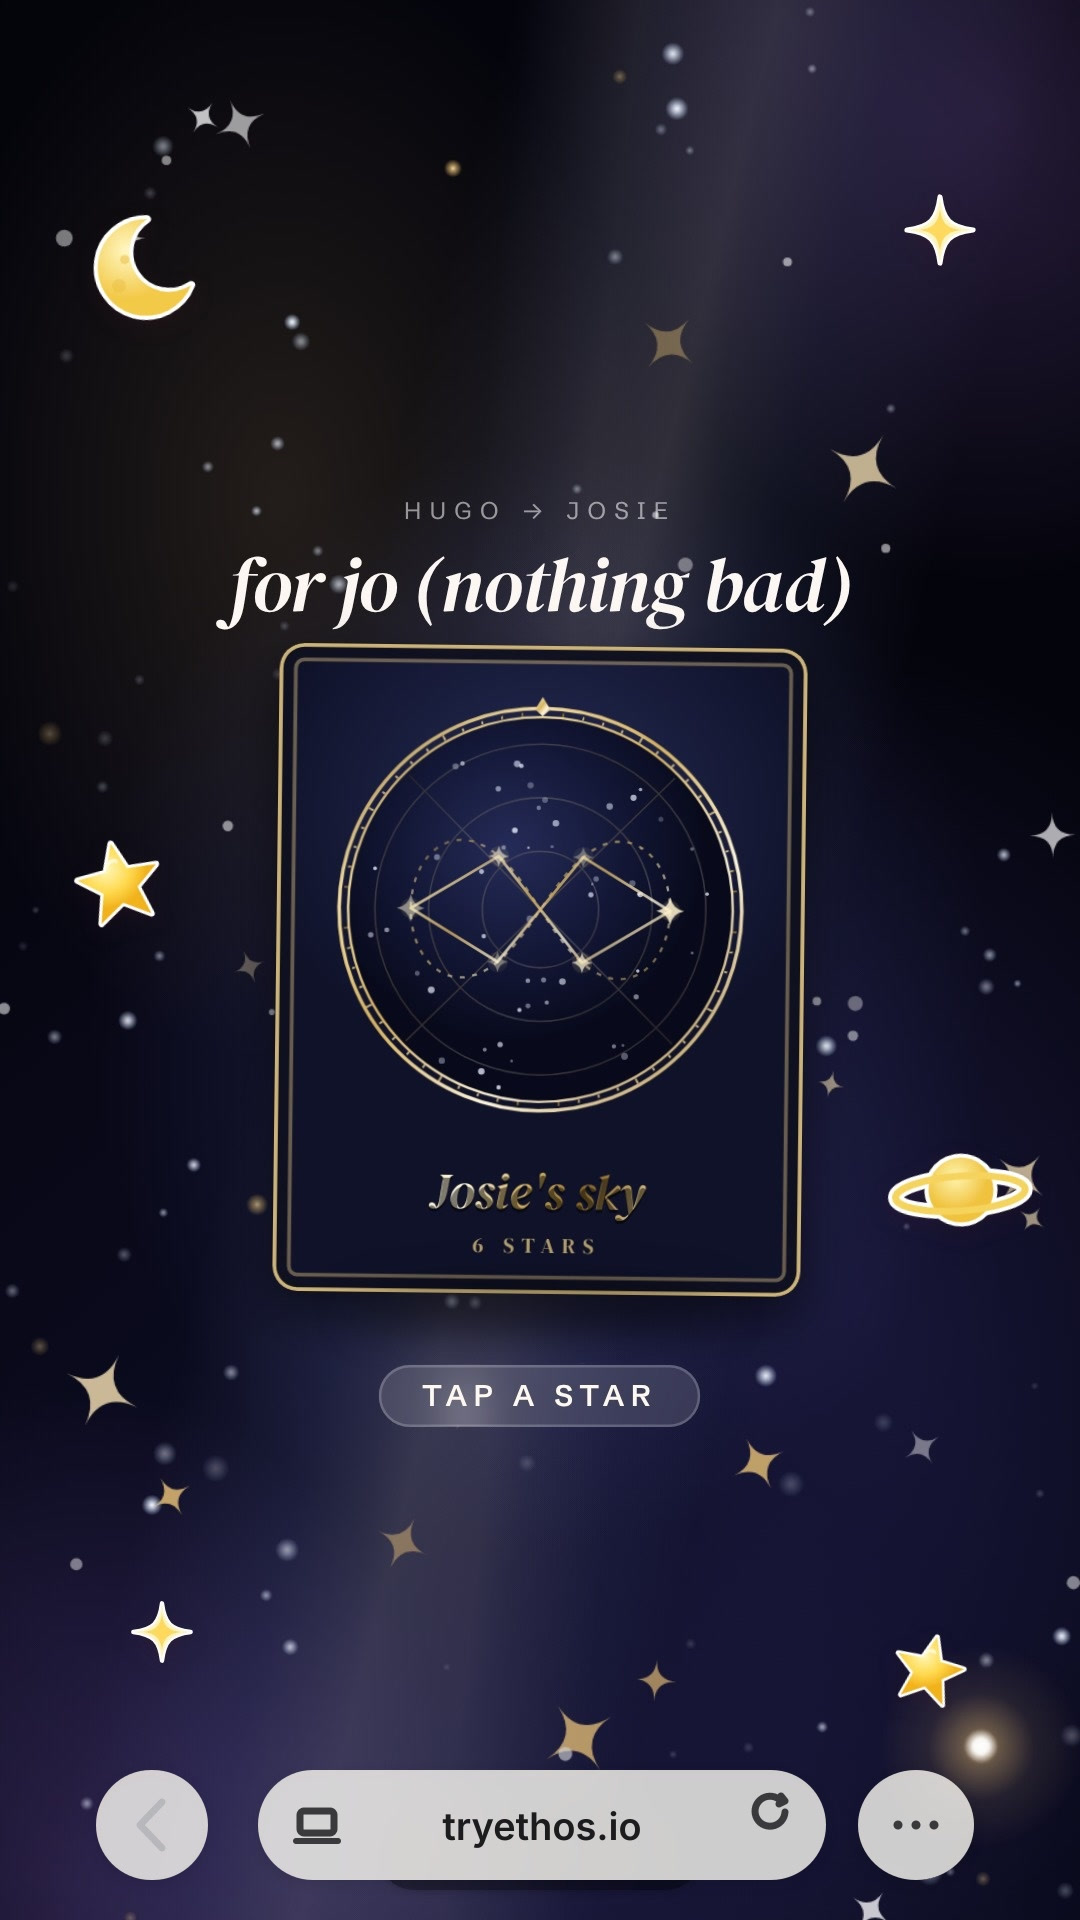 HUGO → JOSIE
for jo (nothing bad)
Josie's sky
6 STARS
TAP A STAR
tryethos.io